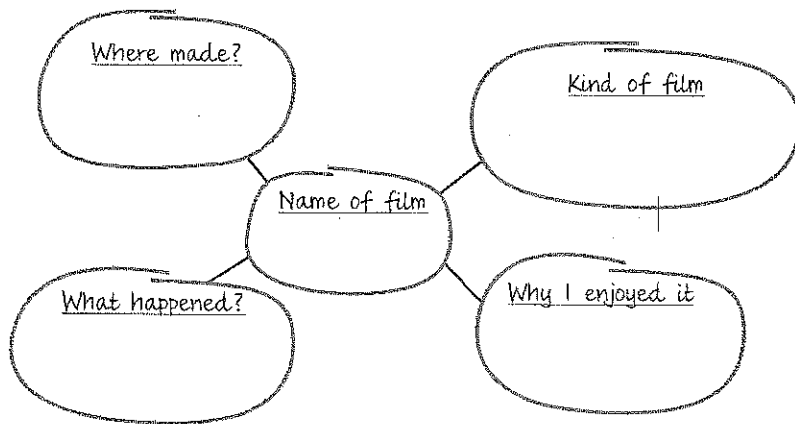 Where made?
Kind of film
Name of film
What happened?
Why I enjoyed it